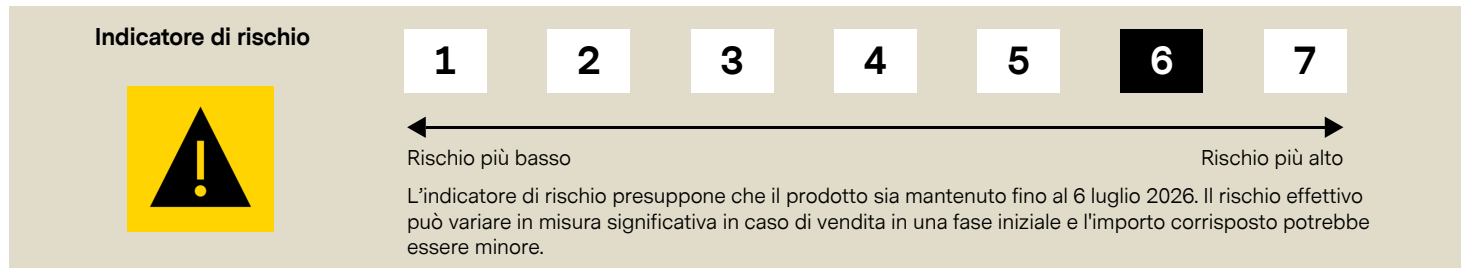 Indicatore di rischio
1 2 3 4 5 6 7
Rischio più basso
Rischio più alto
L'indicatore di rischio presuppone che il prodotto sia mantenuto fino al 6 luglio 2026. Il rischio effettivo
può variare in misura significativa in caso di vendita in una fase iniziale e l'importo corrisposto potrebbe
essere minore.